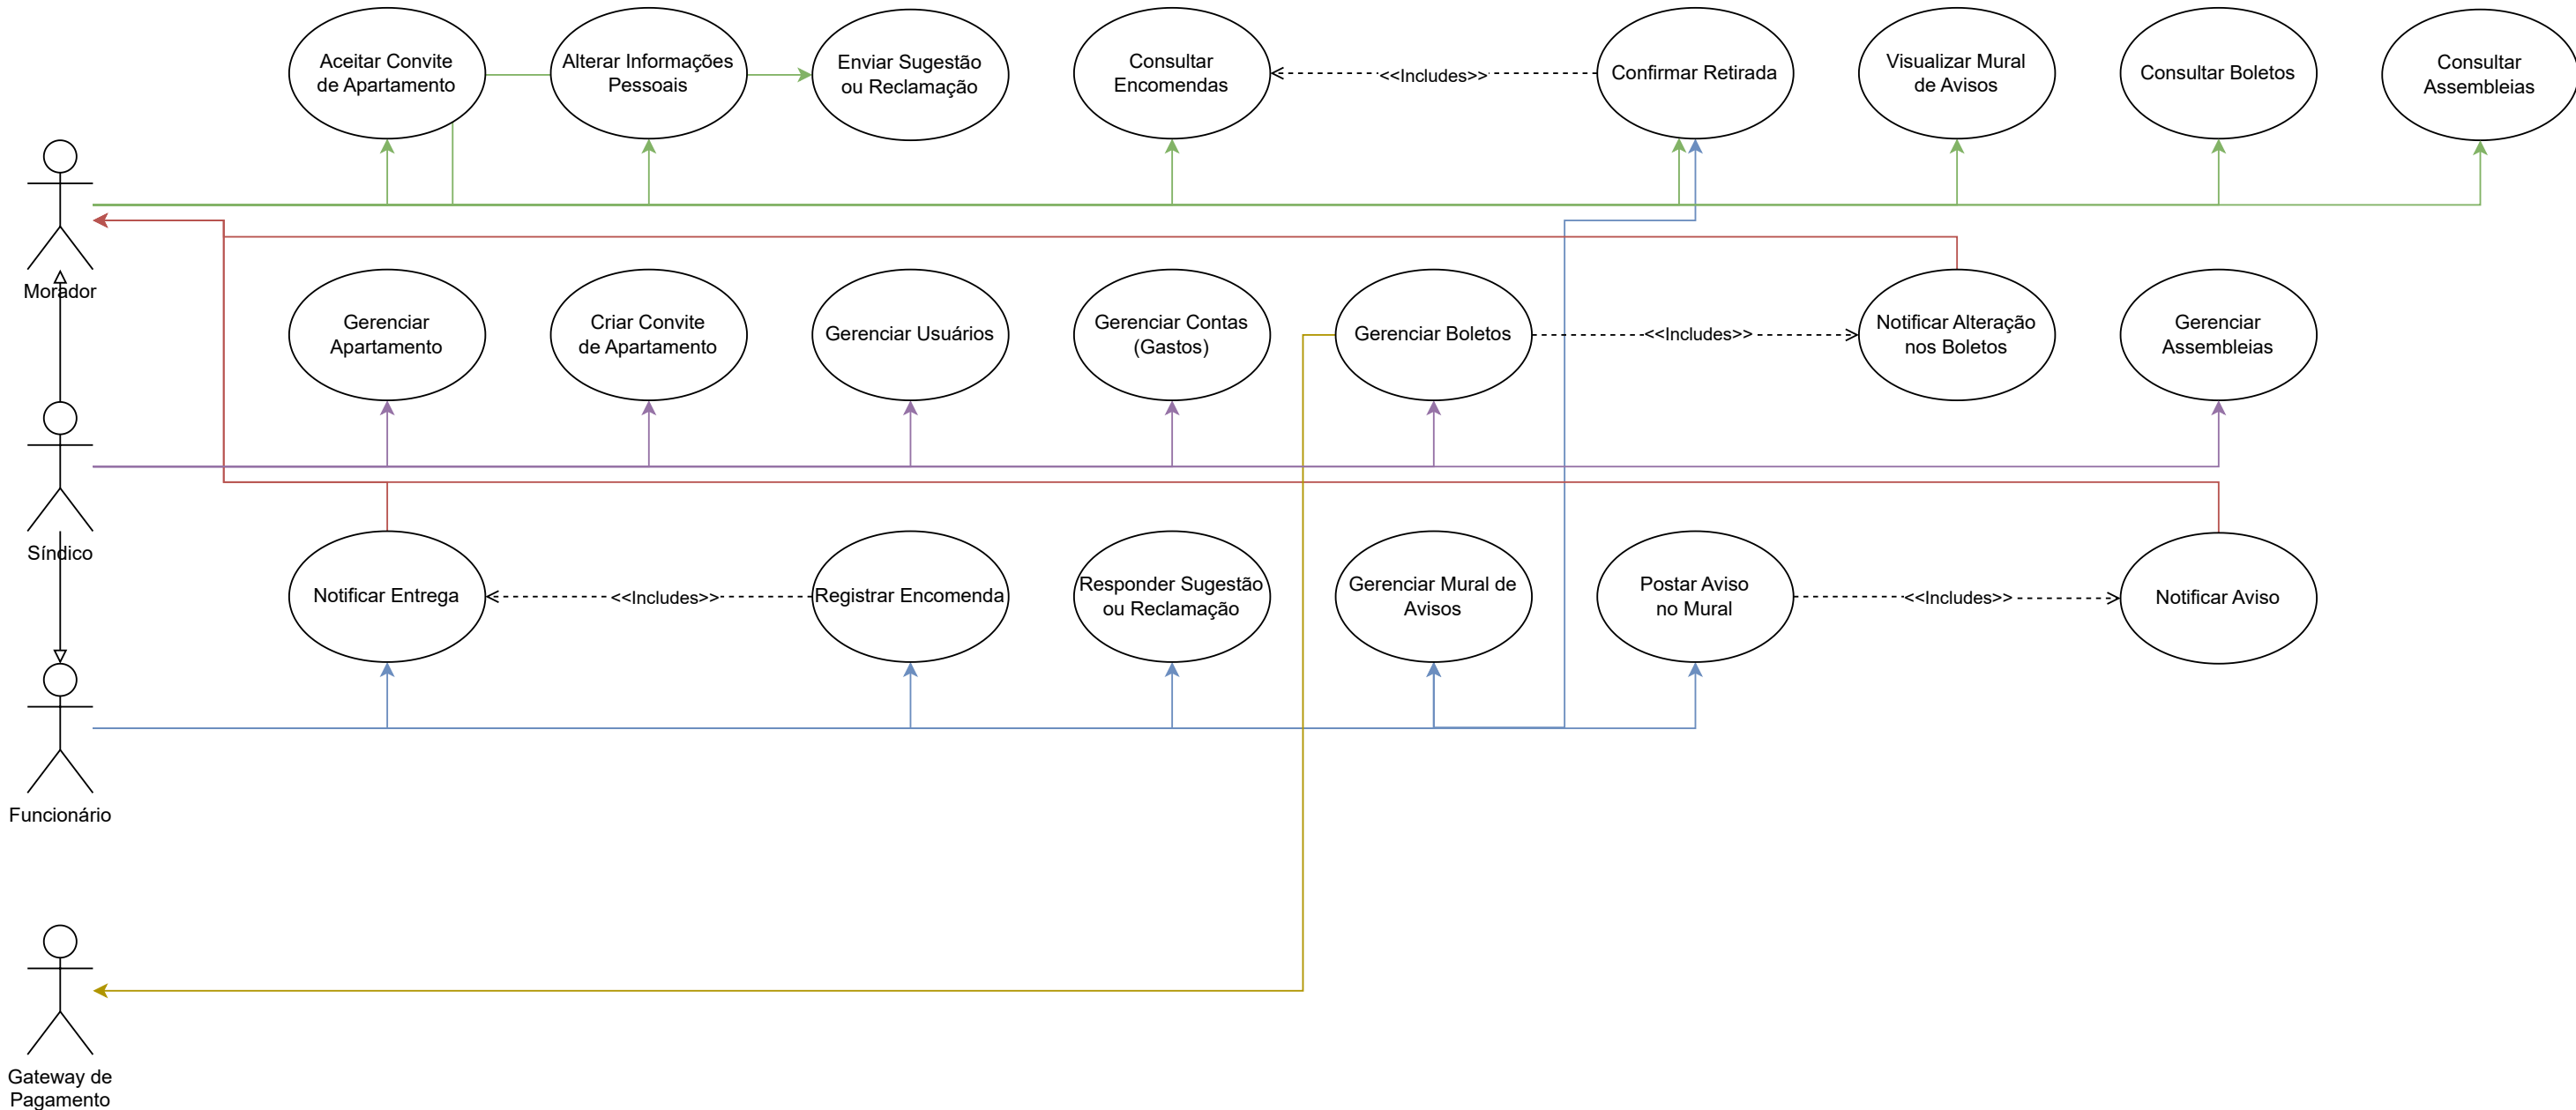 Aceitar Convite
de Apartamento
Alterar Informações
Pessoais
Enviar Sugestão
ou Reclamação
Consultar
Encomendas
<<Includes>>
Confirmar Retirada
Visualizar Mural
de Avisos
Consultar Boletos
Consultar
Assembleias
Morador
Gerenciar
Apartamento
Criar Convite
de Apartamento
Gerenciar Usuários
Gerenciar Contas
(Gastos)
Gerenciar Boletos
<<Includes>>
Notificar Alteração
nos Boletos
Gerenciar
Assembleias
Síndico
Notificar Entrega
<<Includes>>
Registrar Encomenda
Responder Sugestão
ou Reclamação
Gerenciar Mural de
Avisos
Postar Aviso
no Mural
<<Includes>>
Notificar Aviso
Funcionário
Gateway de
Pagamento